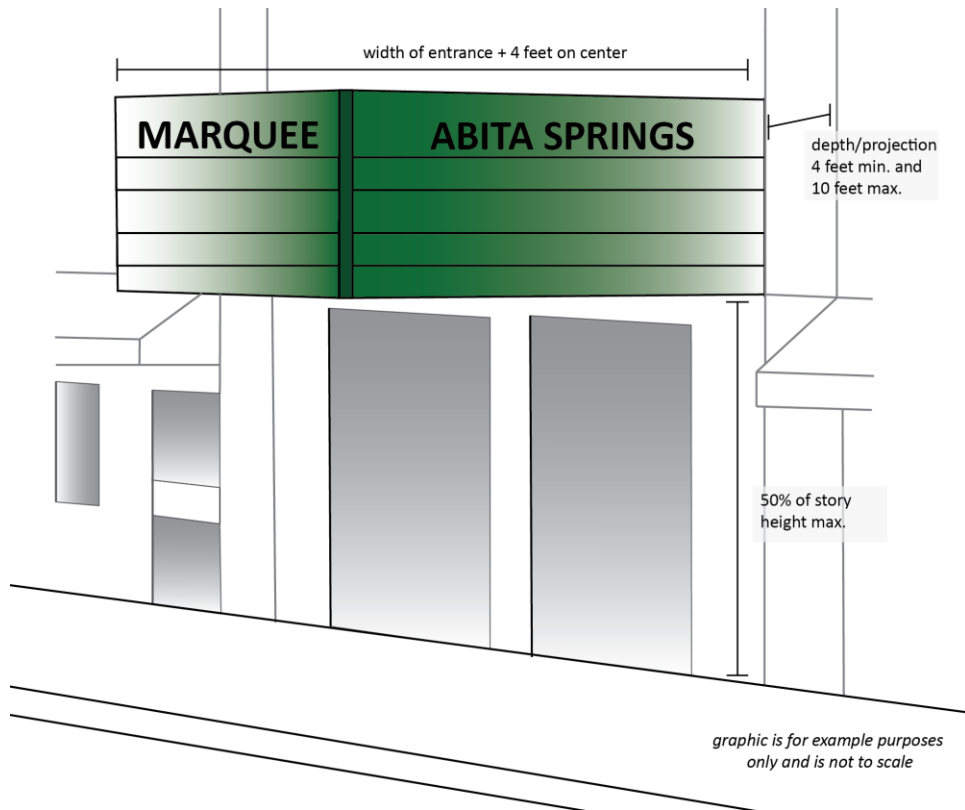 width of entrance + 4 feet on center
MARQUEE
ABITA SPRINGS
depth/projection
4 feet min. and
10 feet max.
50% of story
height max.
graphic is for example purposes
only and is not to scale